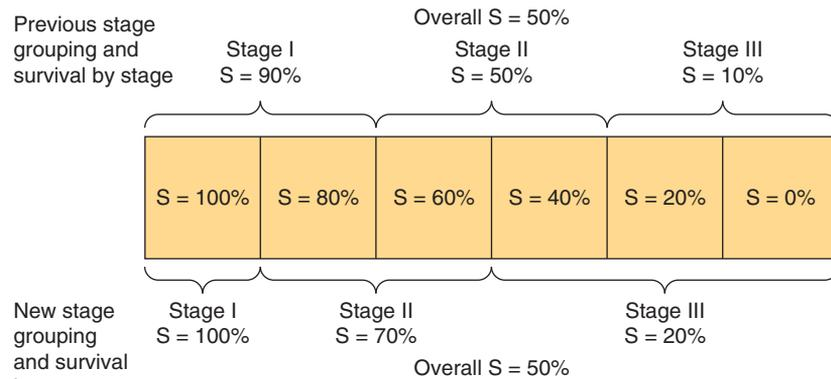 Overall S = 50%
Previous stage
grouping and
survival by stage
Stage I
S = 90%
Stage II
S = 50%
Stage III
S = 10%
S = 100%
S = 80%
S = 60%
S = 40%
S = 20%
S = 0%
New stage
grouping
and survival
Stage I
S = 100%
Stage II
S = 70%
Stage III
S = 20%
Overall S = 50%